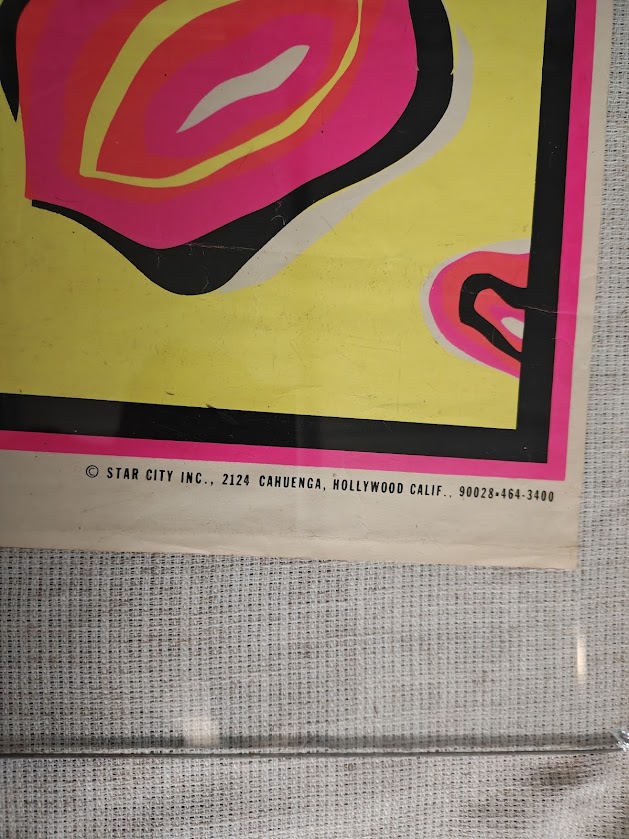 © STAR CITY INC., 2124 CAHUENGA, HOLLYWOOD CALIF., 90028•464-3400